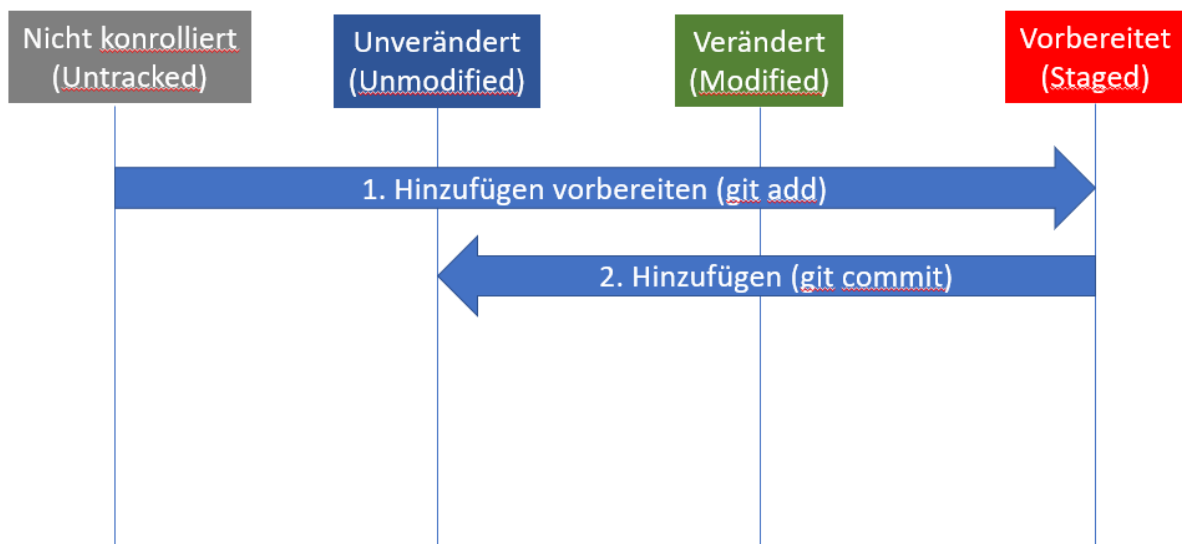 Nicht konrolliert
(Untracked)
Unverändert
(Unmodified)
Verändert
(Modified)
Vorbereitet
(Staged)
1. Hinzufügen vorbereiten (git add)
2. Hinzufügen (git commit)